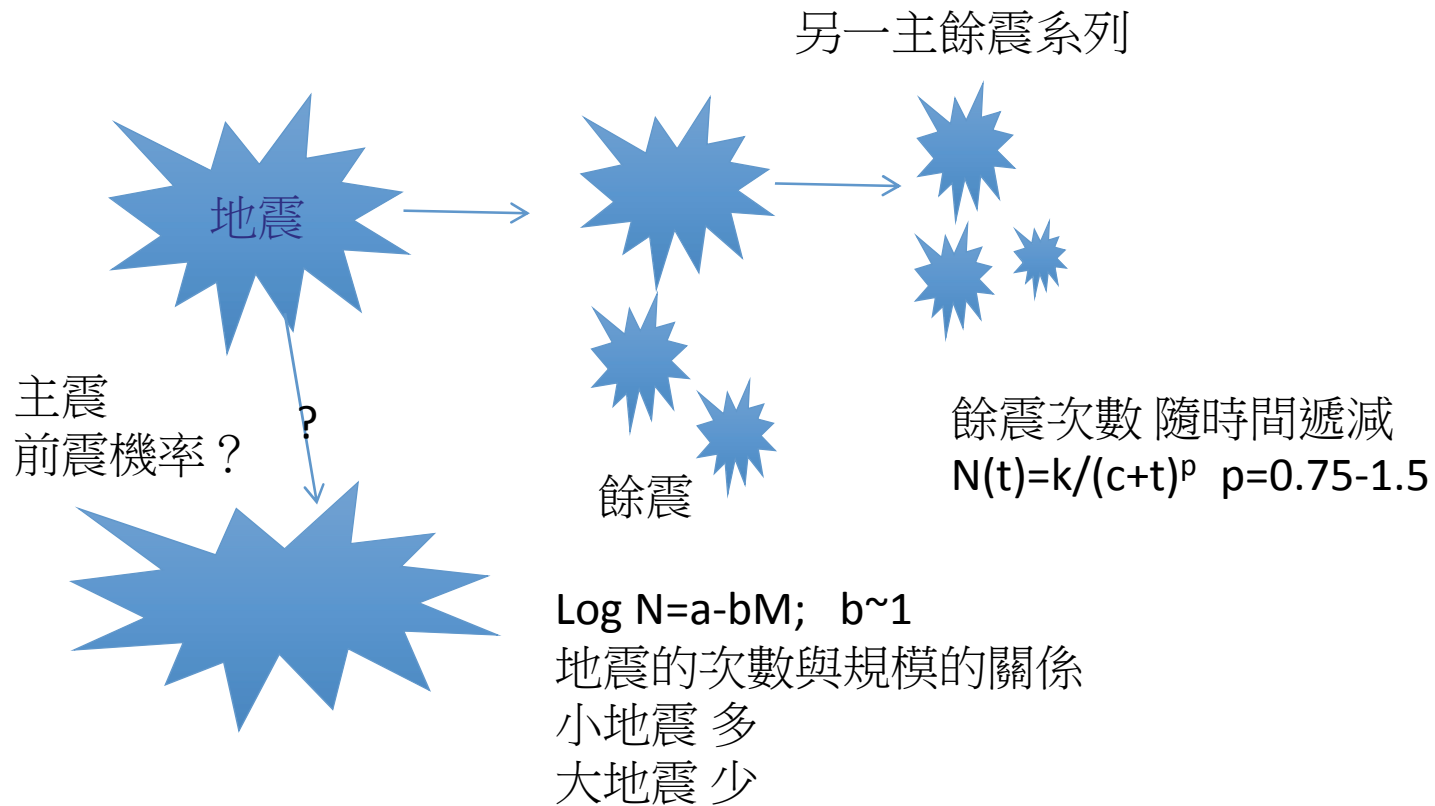 另一主餘震系列
地震
主震
前震機率？
?
餘震
餘震次數 隨時間遞減
N(t)=k/(c+t)ᵖ p=0.75-1.5
Log N=a-bM; b~1
地震的次數與規模的關係
小地震 多
大地震 少